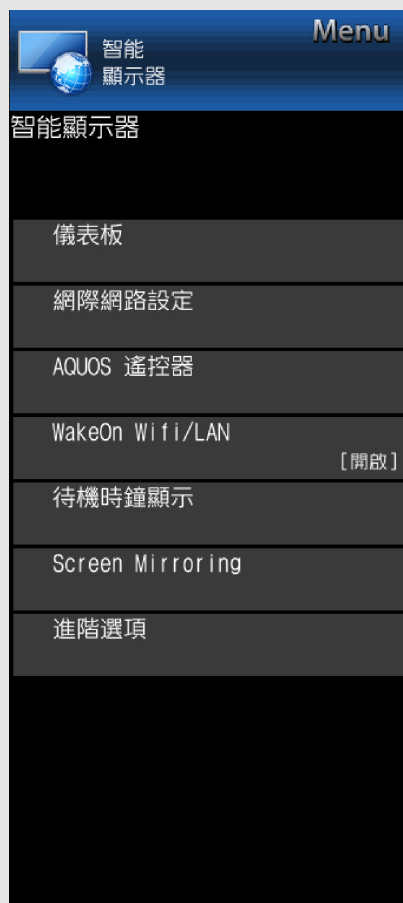 Menu
智能
顯示器
智能顯示器
儀表板
網際網路設定
AQUOS 遙控器
WakeOn Wifi/LAN
[開啟]
待機時鐘顯示
Screen Mirroring
進階選項